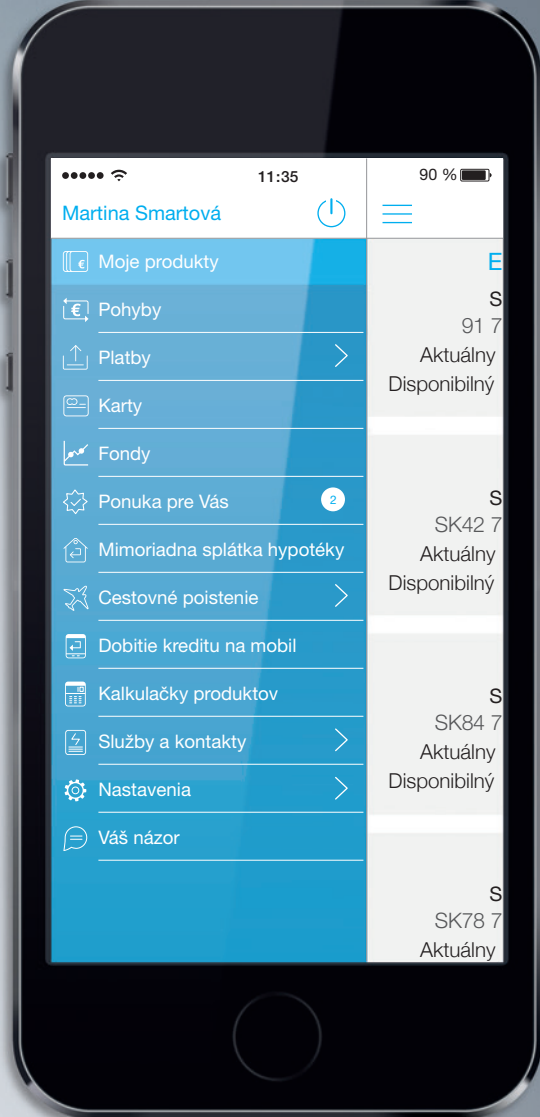 11:35
90 %
Martina Smartová
Moje produkty
Pohyby
Platby
Karty
Fondy
Ponuka pre Vás
2
Mimoriadna splátka hypotéky
Cestovné poistenie
Dobitie kreditu na mobil
Kalkulačky produktov
Služby a kontakty
Nastavenia
Váš názor
E
S
91 7
Aktuálny
Disponibilný
S
SK42 7
Aktuálny
Disponibilný
S
SK84 7
Aktuálny
Disponibilný
S
SK78 7
Aktuálny